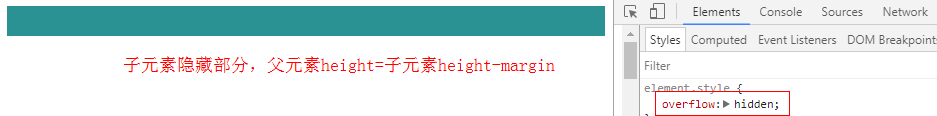 Elements Console Sources Network
Styles Computed Event Listeners DOM Breakpoints
子元素隐藏部分，父元素height=子元素height-margin
Filter
element.style {
overflow: hidden;
}